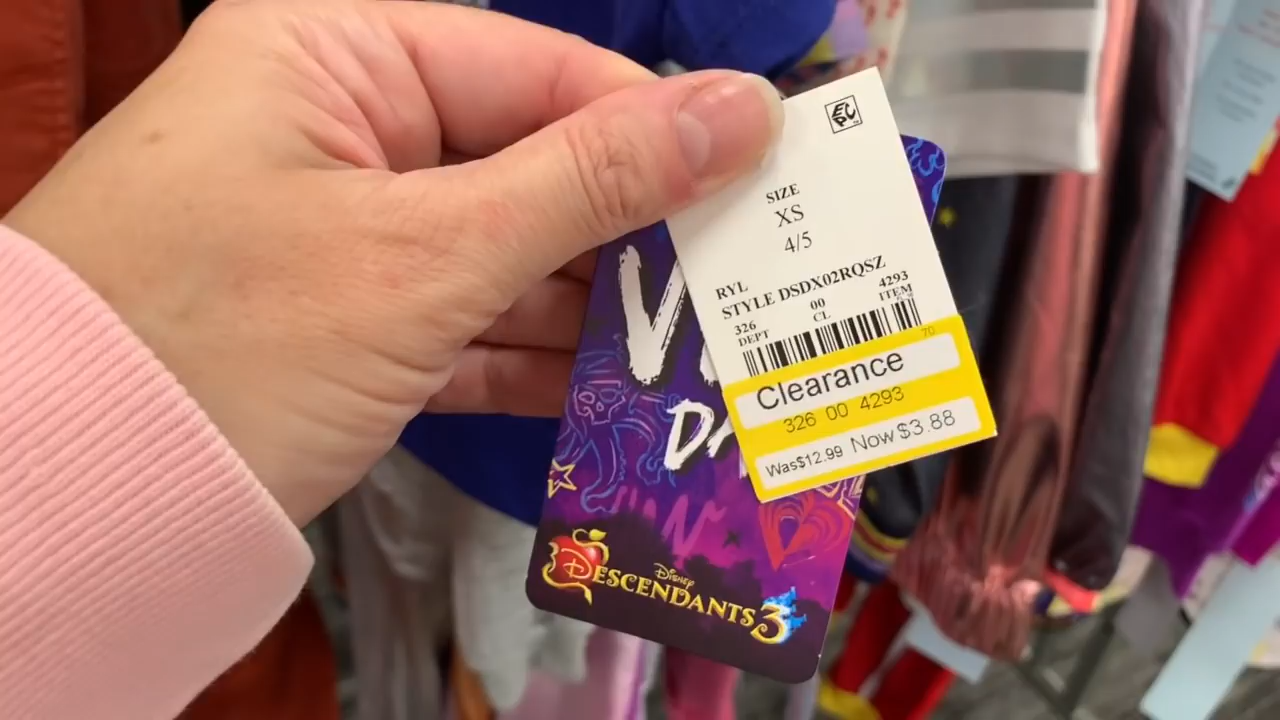 SIZE
XS
4/5
RYL
STYLE DSDX02RQSZ
326 00 4293
DEPT CL ITEM
70
Clearance
326 00 4293
Was$12.99 Now $3.88
Disney
DESCENDANTS 3